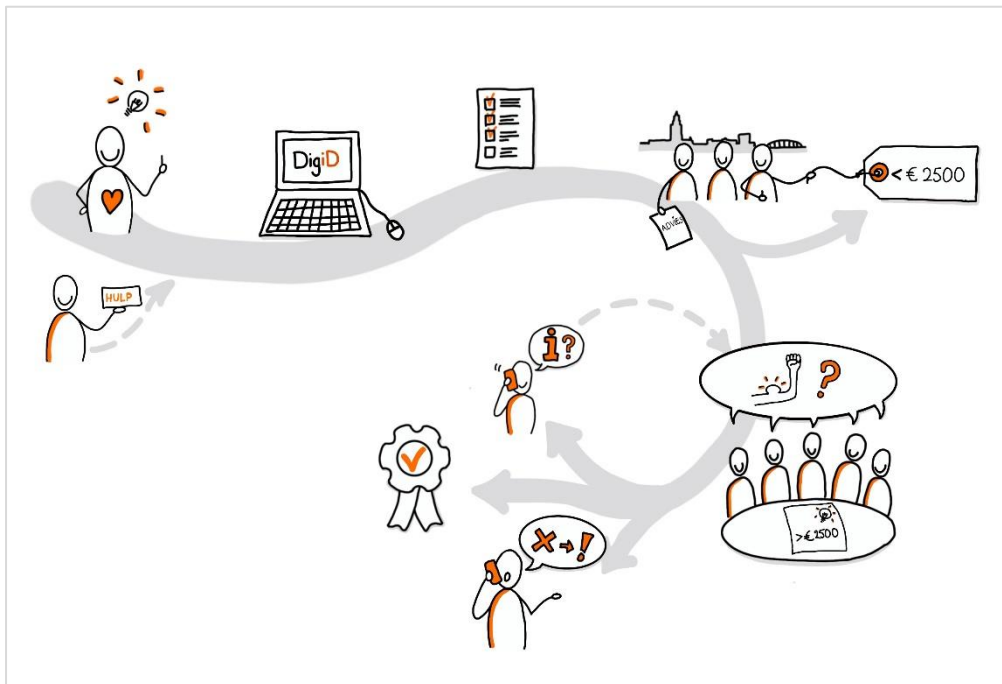 DigiD
< € 2500
ADVIES
HULP
i?
?
> € 2500
!